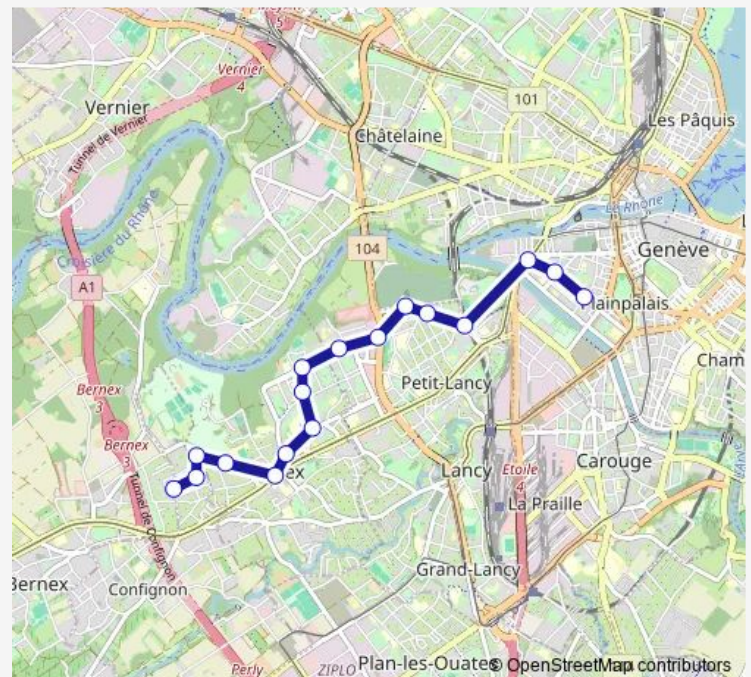 Vernier
4
5
Vernier
Tunnel de Vernier
Châtelaine
101
Les Pâquis
Croisière du Rhône
Le Rhône
104
Genève
A1
Plainpalais
Cham
Bernex
3
Petit-Lancy
Bernex
ex
Lancy
Etoile
4
Carouge
La Praille
Tunnel de Confignon
Bernex
Confignon
Grand-Lancy
Perly
ZIPLO
Plan-les-Ouates
© OpenStreetMap contributors